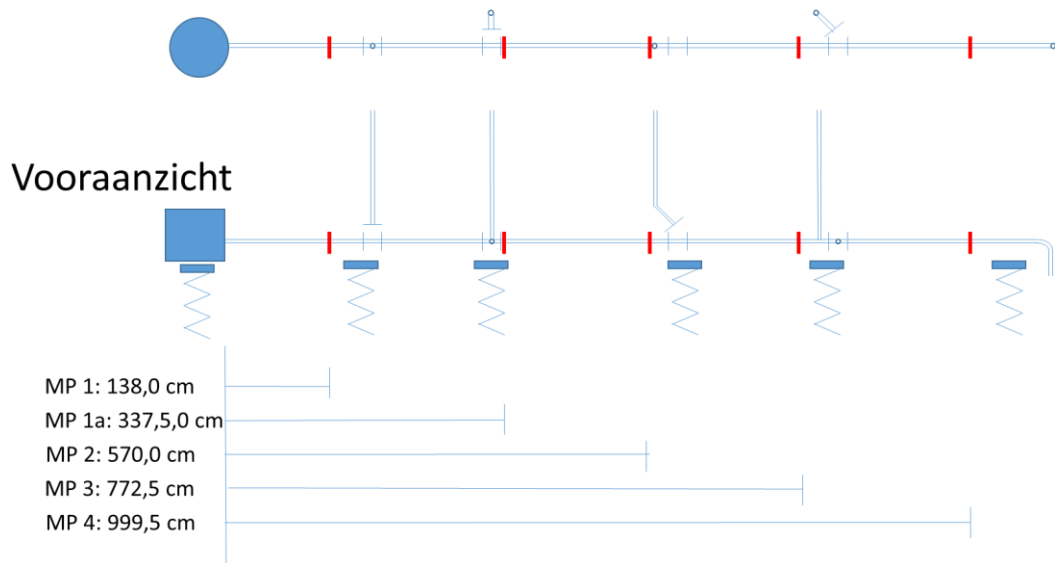 Vooraanzicht
MP 1: 138,0 cm
MP 1a: 337,5,0 cm
MP 2: 570,0 cm
MP 3: 772,5 cm
MP 4: 999,5 cm